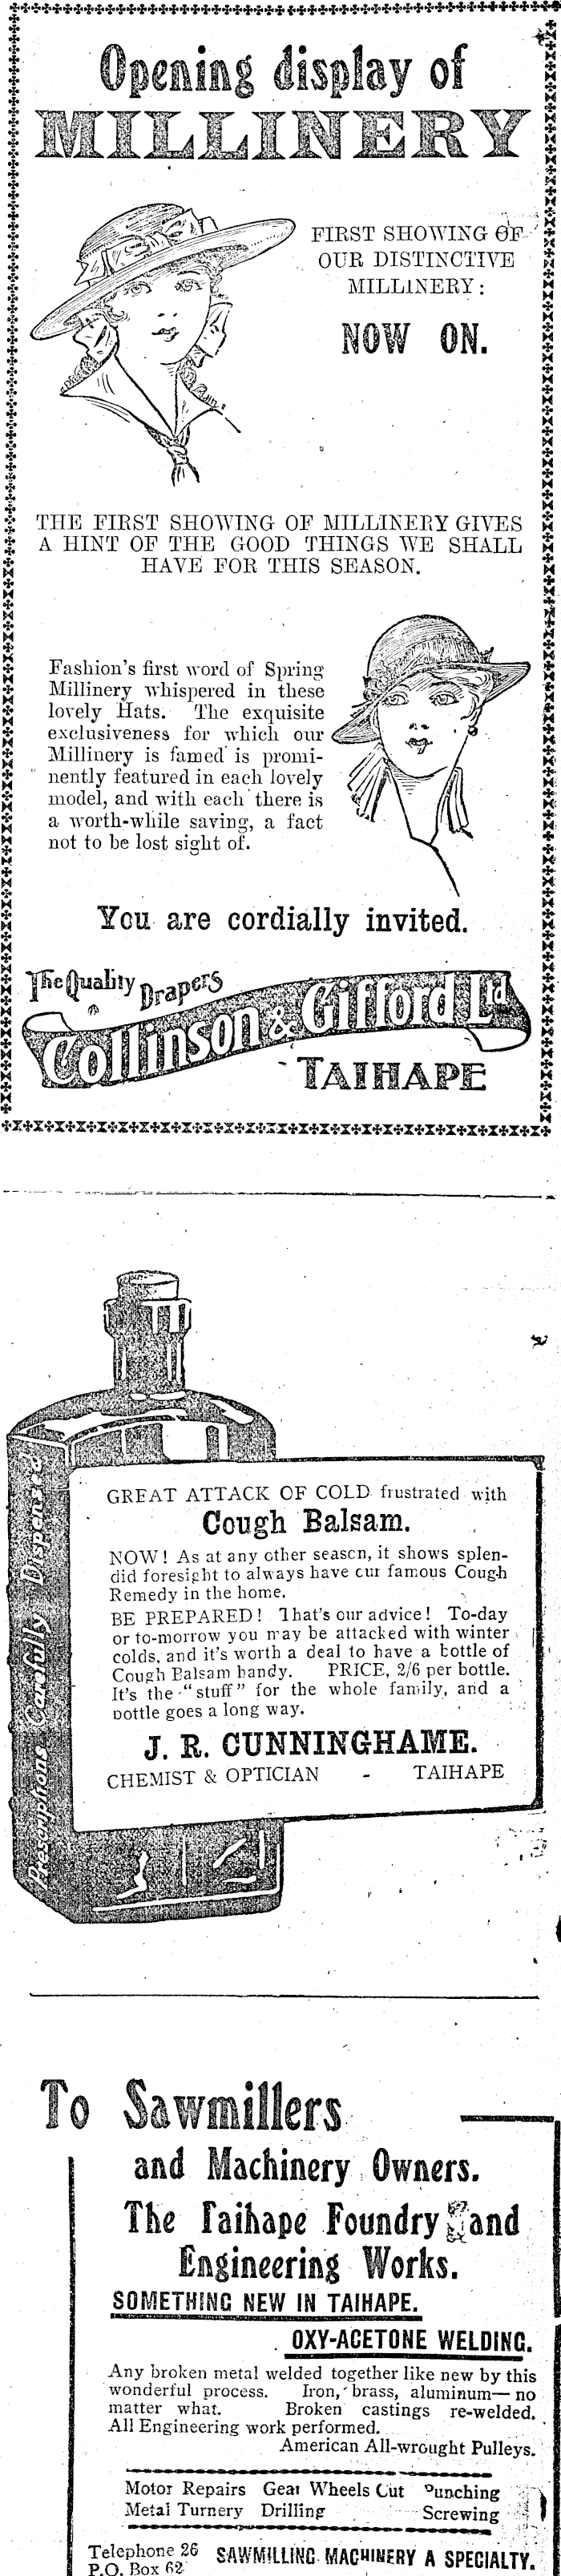 Opening display of
MILLINERY
FIRST SHOWING OF
OUR DISTINCTIVE
MILLINERY:
NOW ON.
THE FIRST SHOWING OF MILLINERY GIVES
A HINT OF THE GOOD THINGS WE SHALL
HAVE FOR THIS SEASON.
Fashion's first word of Spring
Millinery whispered in these
lovely Hats. The exquisite
exclusiveness for which our
Millinery is famed is promi-
nently featured in each lovely
model, and with each there is
a worth-while saving, a fact
not to be lost sight of.
You are cordially invited.
The Quality Drapers
Collinson & Gifford Ltd
TAIHAPE
Prescriptions Carefully Dispensed
GREAT ATTACK OF COLD frustrated with
Cough Balsam.
NOW! As at any other season, it shows splen-
did foresight to always have our famous Cough
Remedy in the home.
BE PREPARED! That's our advice! To-day
or to-morrow you may be attacked with winter
colds, and it's worth a deal to have a bottle of
Cough Balsam handy. PRICE, 2/6 per bottle.
It's the "stuff" for the whole family, and a
bottle goes a long way.
J. R. CUNNINGHAME.
CHEMIST & OPTICIAN - TAIHAPE
To Sawmillers
and Machinery Owners.
The Taihape Foundry and
Engineering Works.
SOMETHING NEW IN TAIHAPE.
OXY-ACETONE WELDING.
Any broken metal welded together like new by this
wonderful process. Iron, brass, aluminum—no
matter what. Broken castings re-welded.
All Engineering work performed.
American All-wrought Pulleys.
Motor Repairs Gear Wheels Cut Punching
Metal Turnery Drilling Screwing
Telephone 26 SAWMILLING MACHINERY A SPECIALTY.
P.O. Box 62